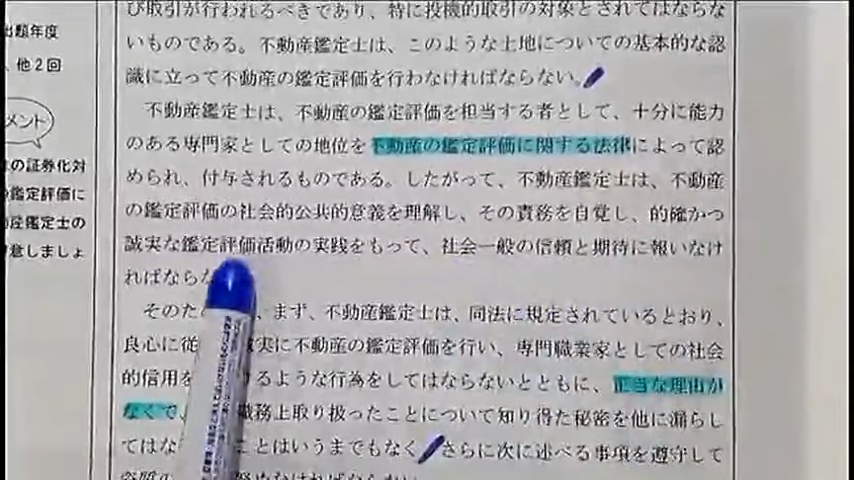 出題年度
、他2回
メント
の証券化対
鑑定評価に
産鑑定士の
意しましょ
び取引が行われるべきであり、特に投機的取引の対象とされてはならな
いものである。不動産鑑定士は、このような土地についての基本的な認
識に立って不動産の鑑定評価を行わなければならない。
不動産鑑定士は、不動産の鑑定評価を担当する者として、十分に能力
のある専門家としての地位を不動産の鑑定評価に関する法律によって認
められ、付与されるものである。したがって、不動産鑑定士は、不動産
の鑑定評価の社会的公共的意義を理解し、その責務を自覚し、的確かつ
誠実な鑑定評価活動の実践をもって、社会一般の信頼と期待に報いなけ
ればならな
そのた、まず、不動産鑑定士は、同法に規定されているとおり、
良心に従 実に不動産の鑑定評価を行い、専門職業家としての社会
的信用を けるような行為をしてはならないとともに、正当な理由が
なくて、 職務上取り扱ったことについて知り得た秘密を他に漏らし
てはな ことはいうまでもなく、さらに次に述べる事項を遵守して